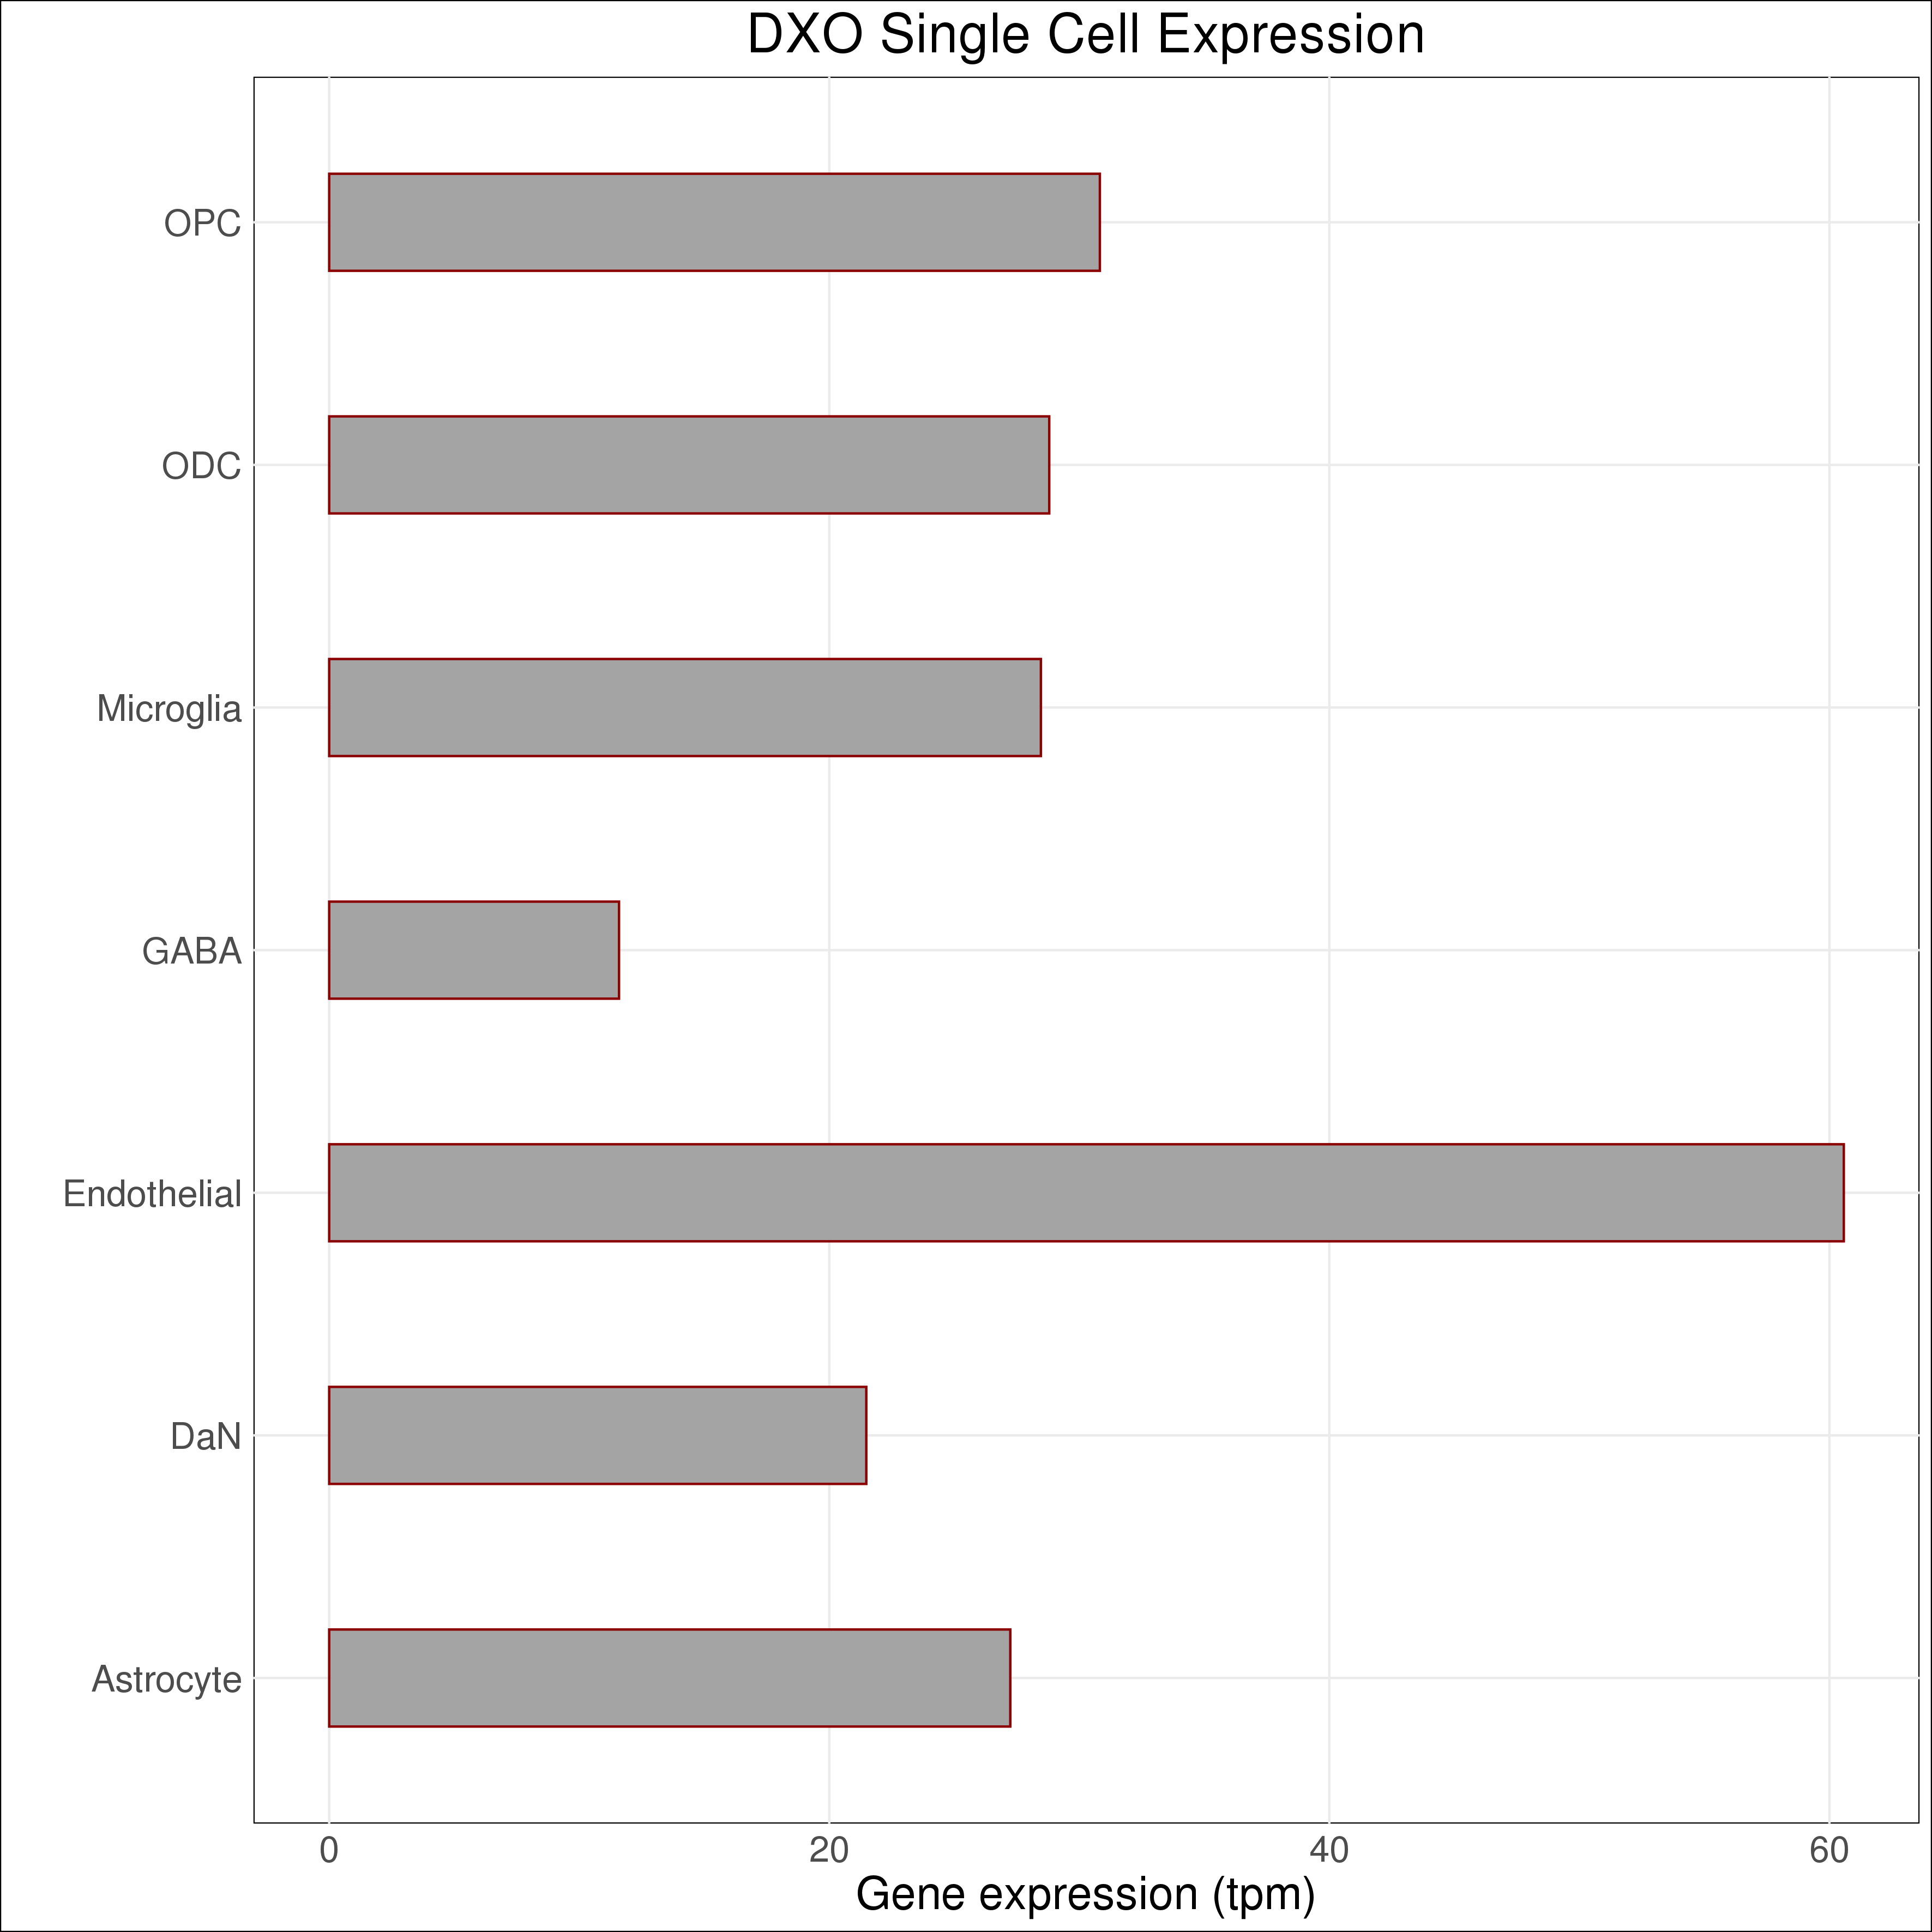 DXO Single Cell Expression
OPC
ODC
Microglia
GABA
Endothelial
DaN
Astrocyte
0 20 40 60
Gene expression (tpm)